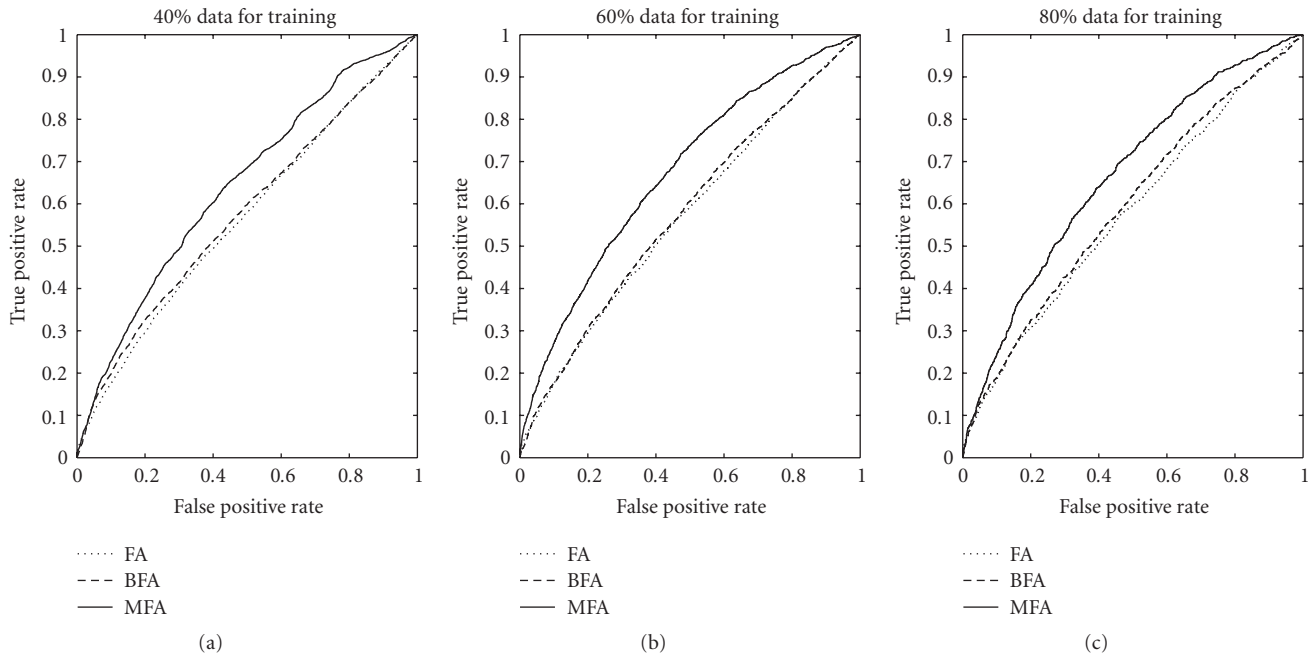 40% data for training
1
0.9
0.8
0.7
0.6
0.5
0.4
0.3
0.2
0.1
0
0 0.2 0.4 0.6 0.8 1
True positive rate
False positive rate
FA
BFA
MFA
(a)
60% data for training
1
0.9
0.8
0.7
0.6
0.5
0.4
0.3
0.2
0.1
0
0 0.2 0.4 0.6 0.8 1
True positive rate
False positive rate
FA
BFA
MFA
(b)
80% data for training
1
0.9
0.8
0.7
0.6
0.5
0.4
0.3
0.2
0.1
0
0 0.2 0.4 0.6 0.8 1
True positive rate
False positive rate
FA
BFA
MFA
(c)